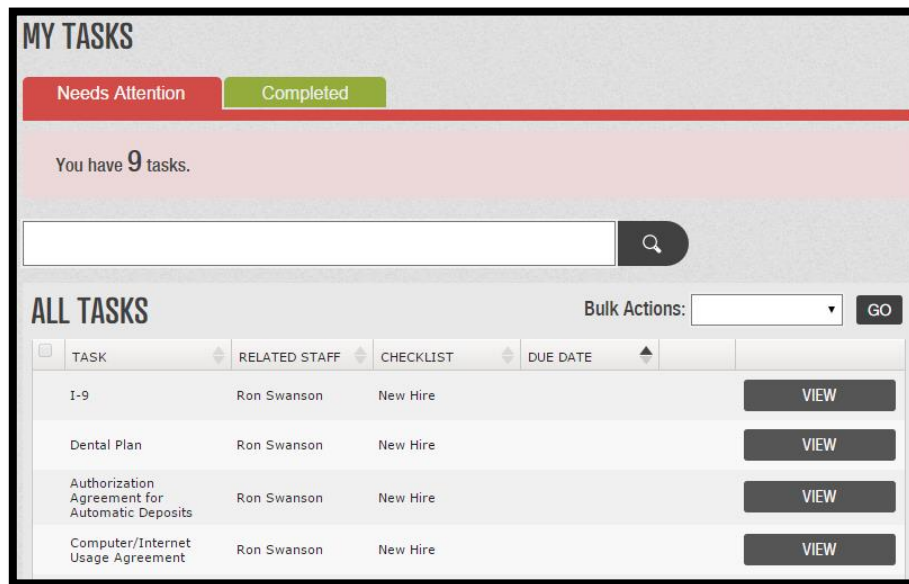 MY TASKS
Needs Attention
Completed
You have 9 tasks.
ALL TASKS
Bulk Actions:
GO
TASK
RELATED STAFF
CHECKLIST
DUE DATE
I-9
Ron Swanson
New Hire
VIEW
Dental Plan
Ron Swanson
New Hire
VIEW
Authorization
Agreement for
Automatic Deposits
Ron Swanson
New Hire
VIEW
Computer/Internet
Usage Agreement
Ron Swanson
New Hire
VIEW